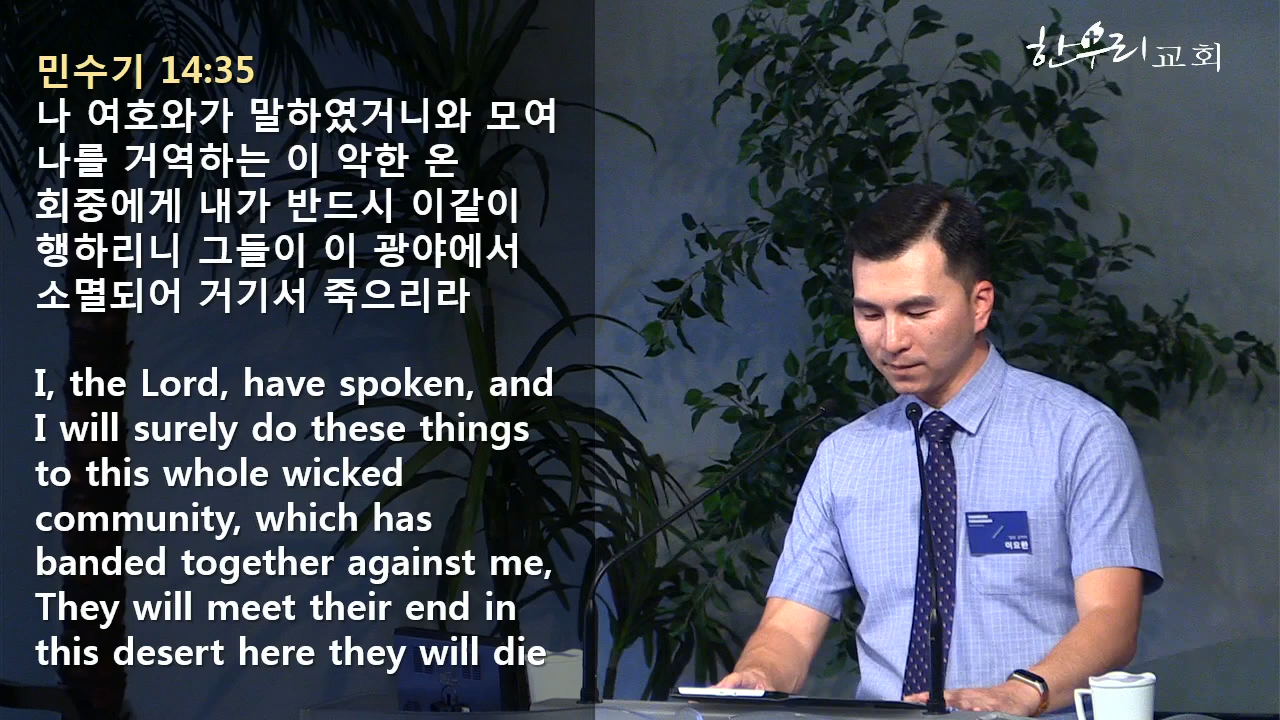 민수기 14:35
나 여호와가 말하였거니와 모여
나를 거역하는 이 악한 온
회중에게 내가 반드시 이같이
행하리니 그들이 이 광야에서
소멸되어 거기서 죽으리라
I, the Lord, have spoken, and
I will surely do these things
to this whole wicked
community, which has
banded together against me,
They will meet their end in
this desert here they will die
한우리교회
이요한